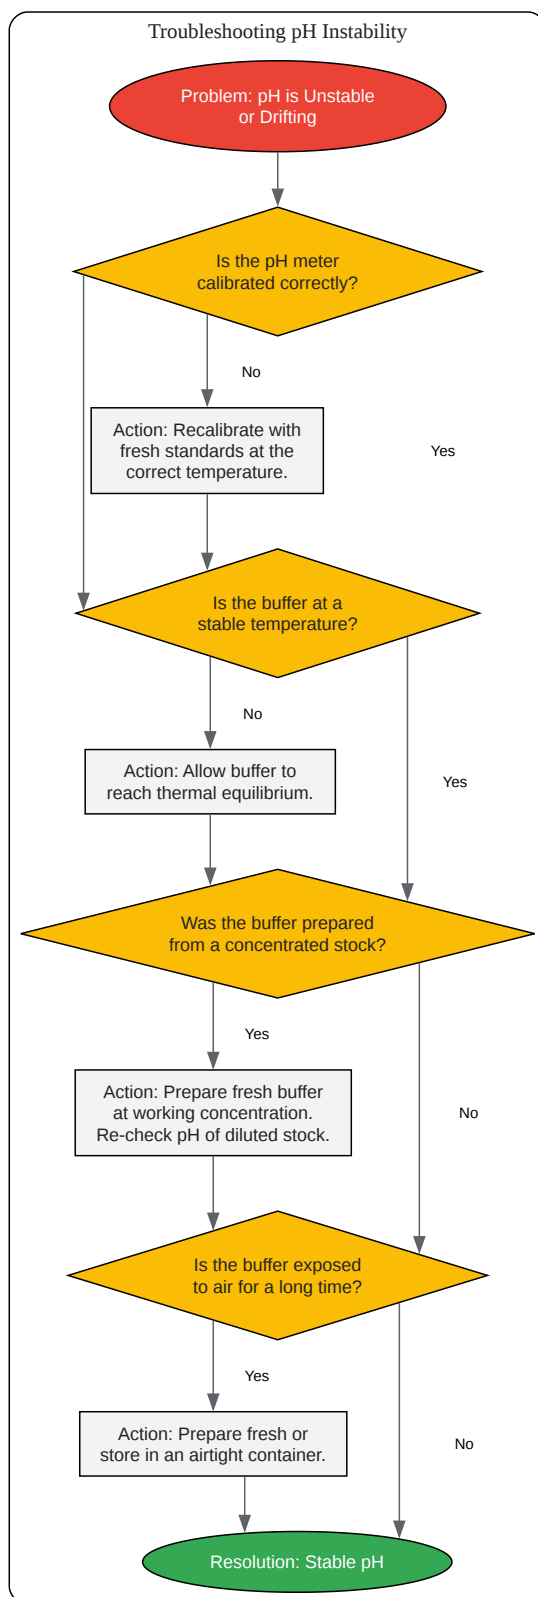 Troubleshooting pH Instability
Problem: pH is Unstable
or Drifting
Is the pH meter
calibrated correctly?
No
Action: Recalibrate with
fresh standards at the
correct temperature.
Yes
Is the buffer at a
stable temperature?
No
Action: Allow buffer to
reach thermal equilibrium.
Yes
Was the buffer prepared
from a concentrated stock?
Yes
Action: Prepare fresh buffer
at working concentration.
Re-check pH of diluted stock.
No
Is the buffer exposed
to air for a long time?
Yes
Action: Prepare fresh or
store in an airtight container.
No
Resolution: Stable pH